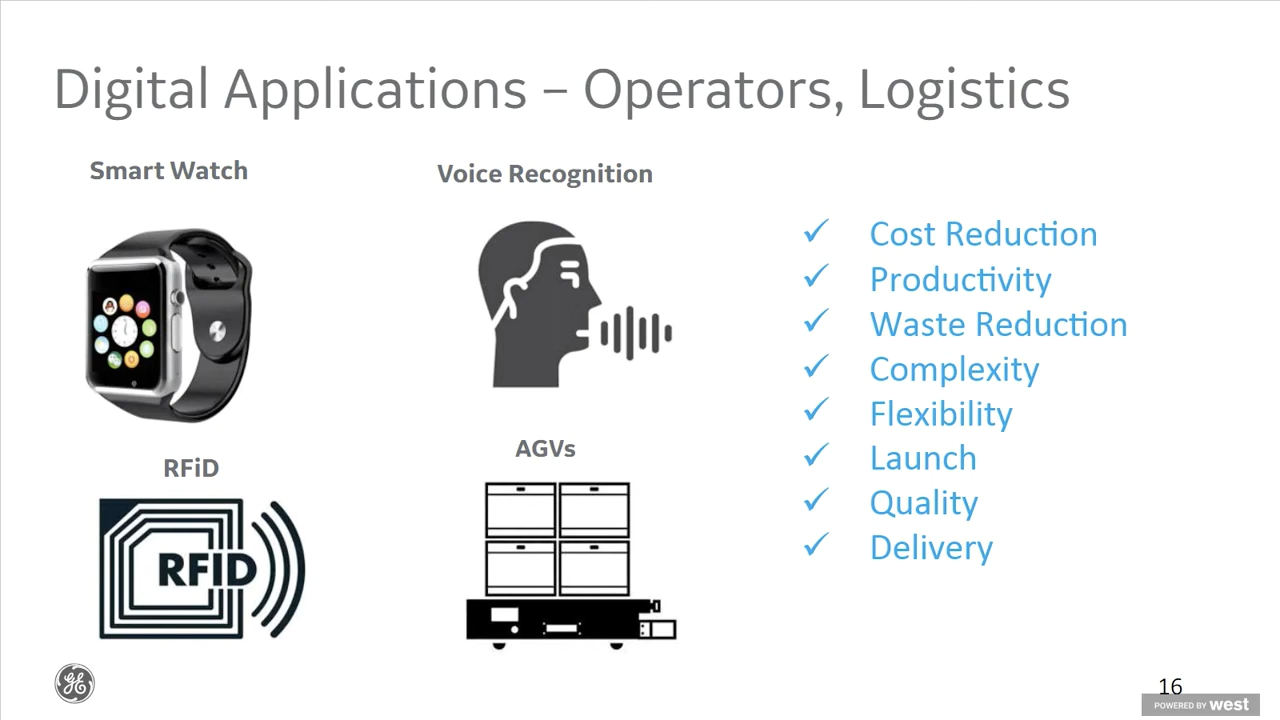 Digital Applications – Operators, Logistics
Smart Watch
Voice Recognition
RFiD
RFID
AGVs
✓ Cost Reduction
✓ Productivity
✓ Waste Reduction
✓ Complexity
✓ Flexibility
✓ Launch
✓ Quality
✓ Delivery
GE
16
POWERED BY west